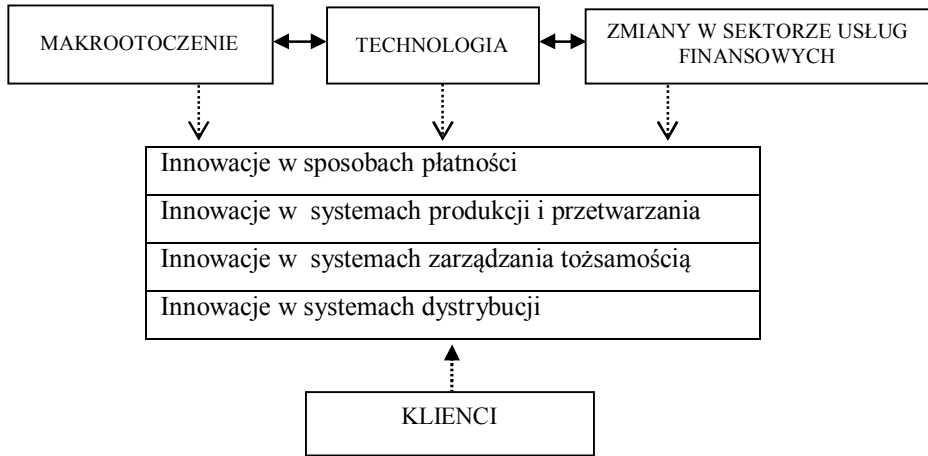 MAKROOTOCZENIE
TECHNOLOGIA
ZMIANY W SEKTORZE USŁUG
FINANSOWYCH
Innowacje w sposobach płatności
Innowacje w systemach produkcji i przetwarzania
Innowacje w systemach zarządzania tożsamością
Innowacje w systemach dystrybucji
KLIENCI